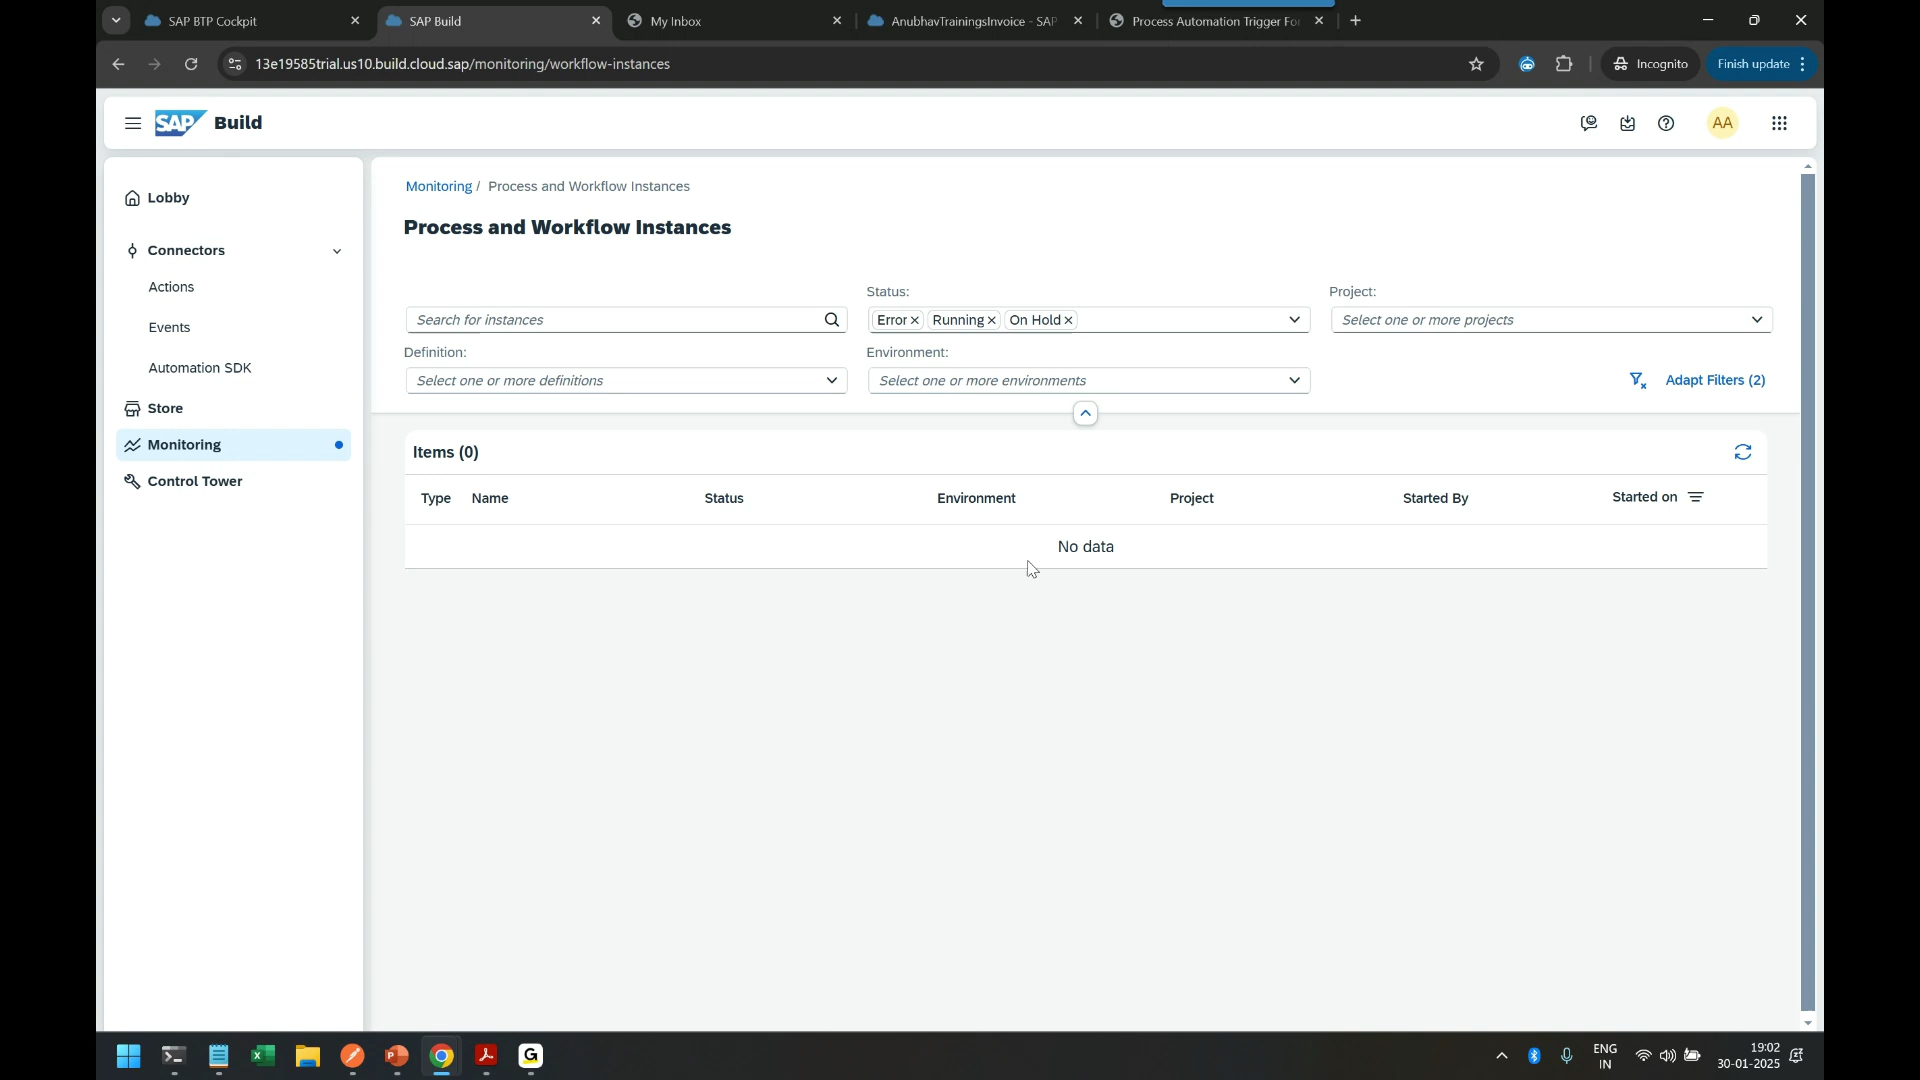 SAP BTP Cockpit
SAP Build
My Inbox
AnubhavTrainingsInvoice - SAP
Process Automation Trigger For
13e19585trial.us10.build.cloud.sap/monitoring/workflow-instances
Incognito
Finish update
SAP Build
AA
Lobby
Connectors
Actions
Events
Automation SDK
Store
Monitoring
Control Tower
Monitoring / Process and Workflow Instances
Process and Workflow Instances
Status:
Project:
Search for instances
Error
Running
On Hold
Select one or more projects
Definition:
Environment:
Select one or more definitions
Select one or more environments
Adapt Filters (2)
Items (0)
Type Name Status Environment Project Started By Started on
No data
ENG
IN
19:02
30-01-2025